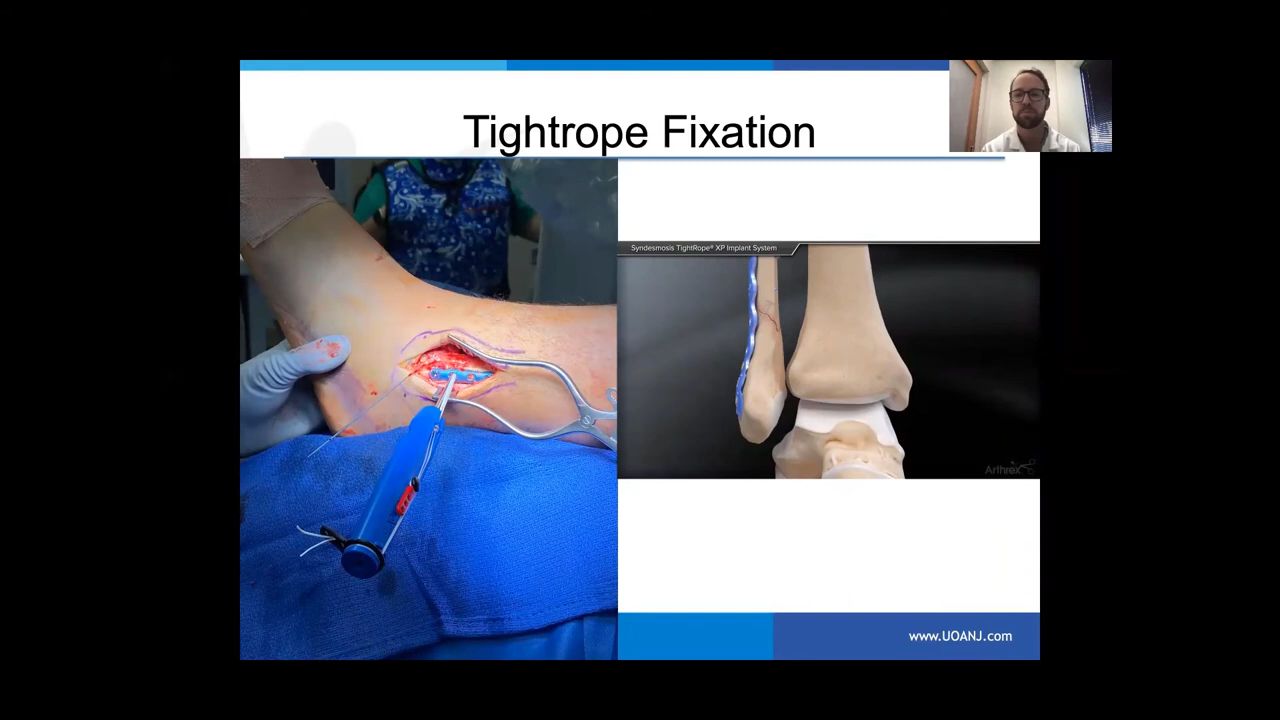 Tightrope Fixation
Syndesmosis TightRope® XP Implant System
Arthrex
www.UOANJ.com